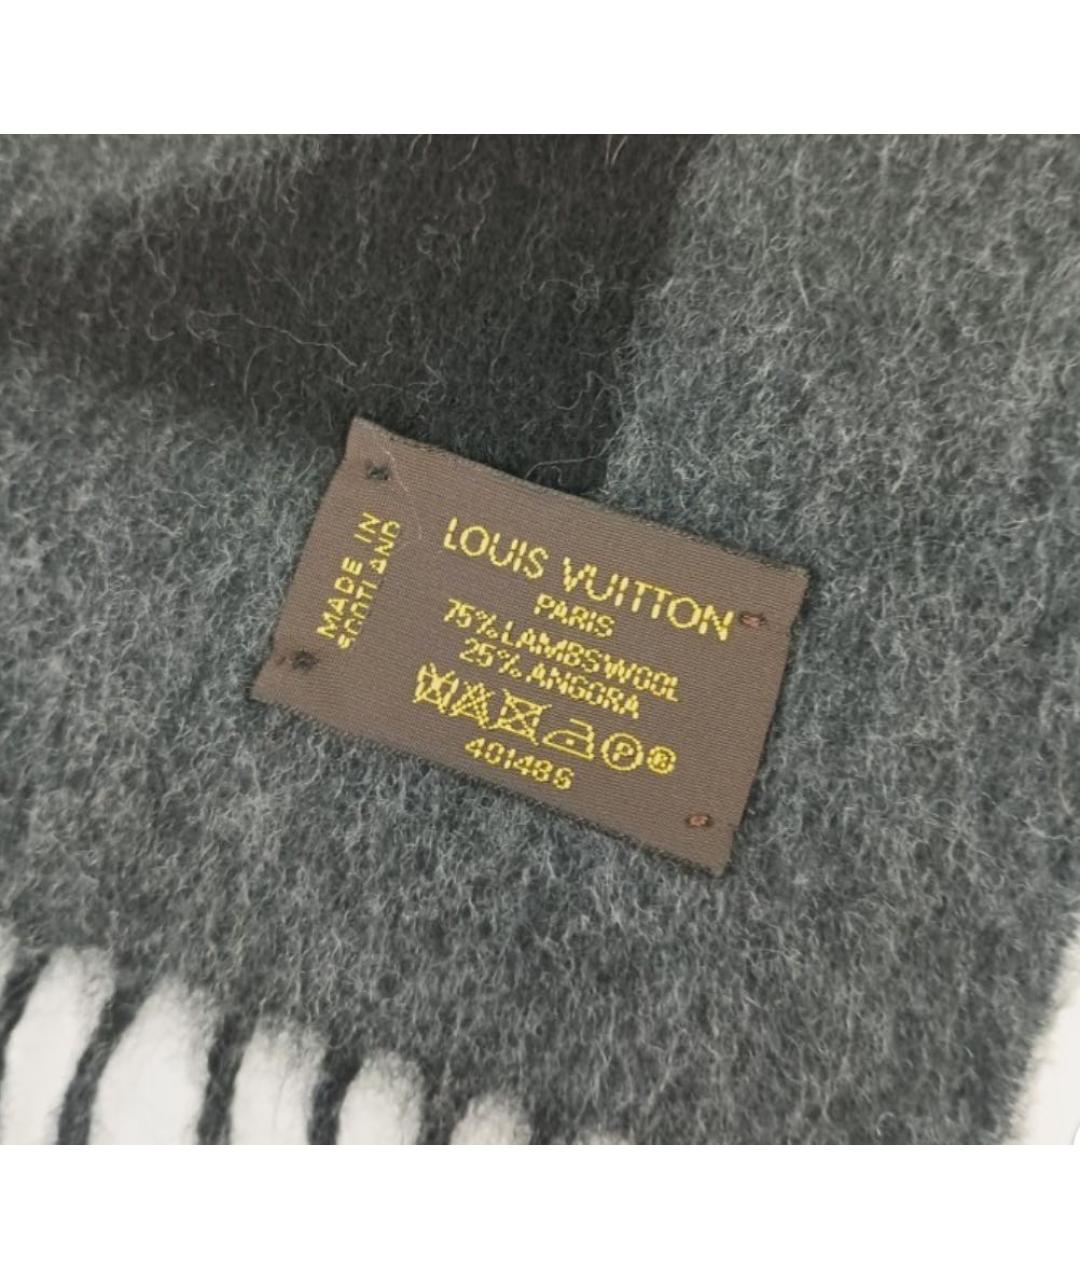 LOUIS VUITTON
PARIS
75% LAMBSWOOL
25% ANGORA
P ®
401486
MADE IN
SCOTLAND